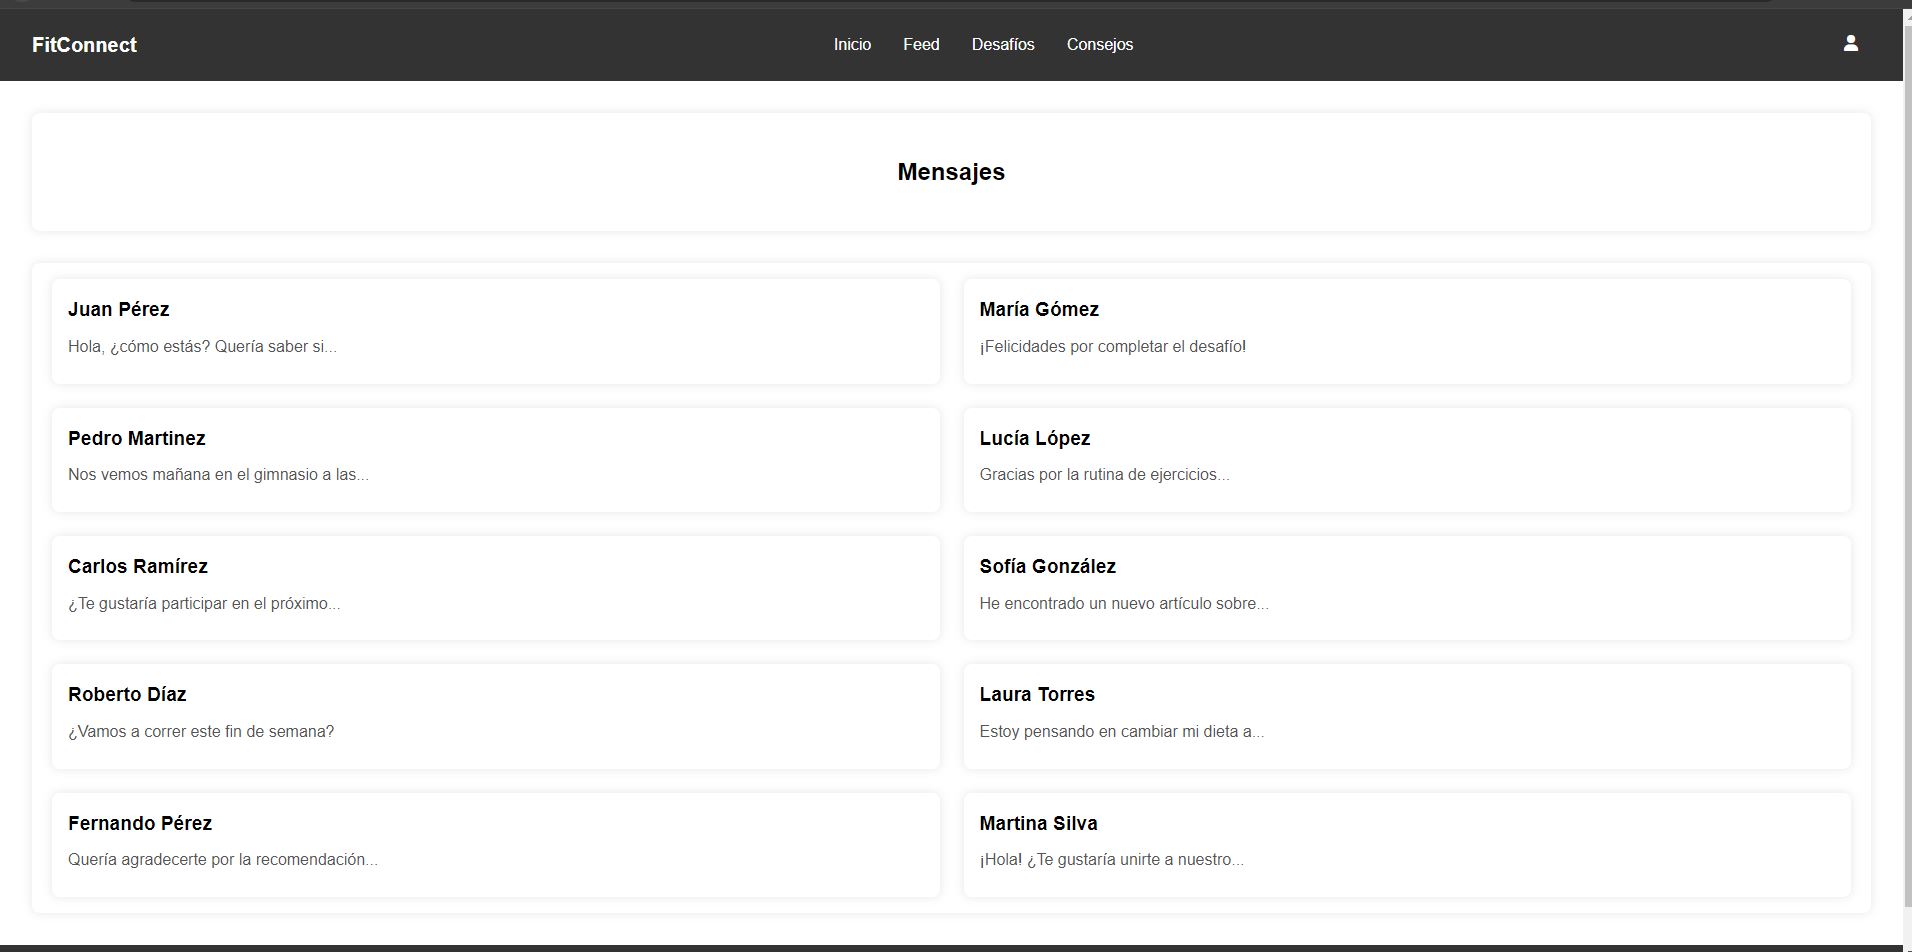 FitConnect
Inicio Feed Desafíos Consejos
Mensajes
Juan Pérez
Hola, ¿cómo estás? Quería saber si...
María Gómez
¡Felicidades por completar el desafío!
Pedro Martinez
Nos vemos mañana en el gimnasio a las...
Lucía López
Gracias por la rutina de ejercicios...
Carlos Ramírez
¿Te gustaría participar en el próximo...
Sofía González
He encontrado un nuevo artículo sobre...
Roberto Díaz
¿Vamos a correr este fin de semana?
Laura Torres
Estoy pensando en cambiar mi dieta a...
Fernando Pérez
Quería agradecerte por la recomendación...
Martina Silva
¡Hola! ¿Te gustaría unirte a nuestro...